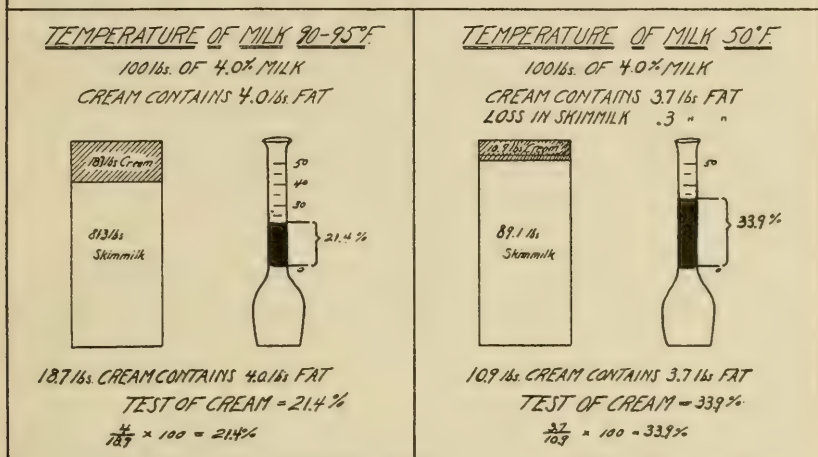 TEMPERATURE OF MILK 90-95°F.
100 lbs. OF 4.0% MILK
CREAM CONTAINS 4.0 lbs. FAT
187 lbs Cream
50
40
30
0
21.4%
813 lbs
Skimmilk
18.7 lbs. CREAM CONTAINS 4.0 lbs FAT
TEST OF CREAM = 21.4%
4/18.7 × 100 = 21.4%
TEMPERATURE OF MILK 50°F.
100 lbs. OF 4.0% MILK
CREAM CONTAINS 3.7 lbs FAT
LOSS IN SKIMMILK .3 " "
10.9 lbs Cream
50
0
33.9%
89.1 lbs
Skimmilk
10.9 lbs. CREAM CONTAINS 3.7 lbs FAT
TEST OF CREAM = 33.9%
3.7/10.9 × 100 = 33.9%